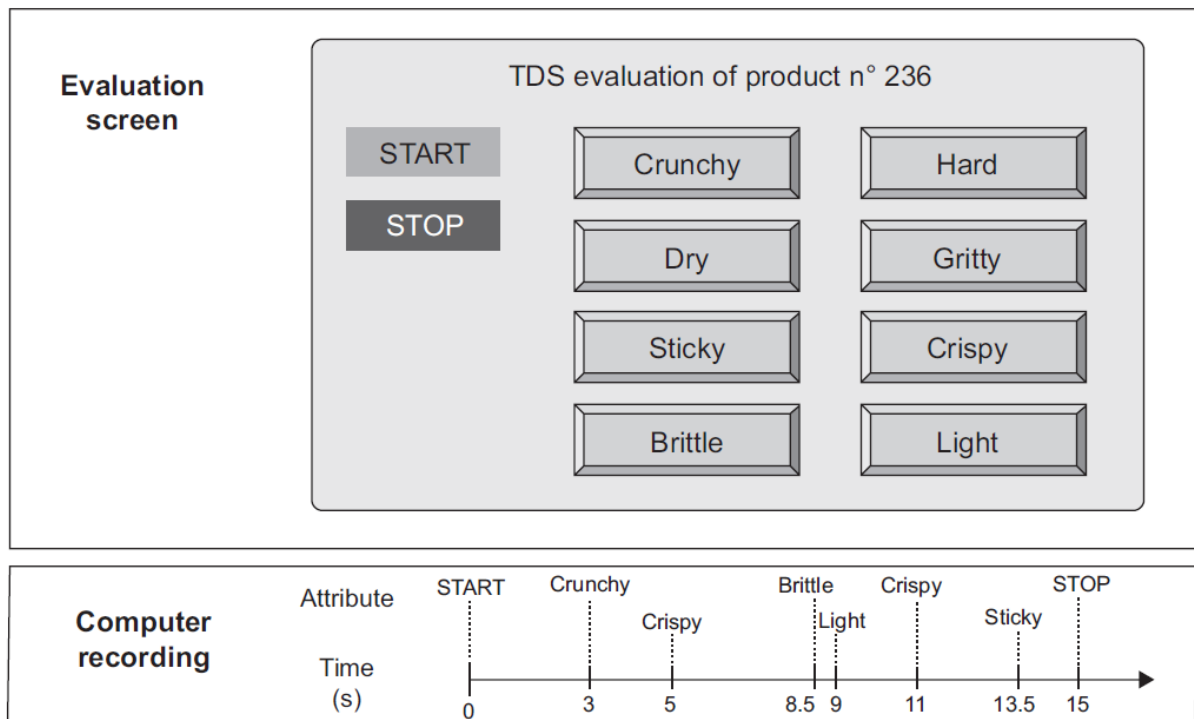 Evaluation
screen
TDS evaluation of product n° 236
START
STOP
Crunchy
Hard
Dry
Gritty
Sticky
Crispy
Brittle
Light
Computer
recording
Attribute
START
Crunchy
Crispy
Brittle
Light
Crispy
Sticky
STOP
Time
(s)
0
3
5
8.5
9
11
13.5
15